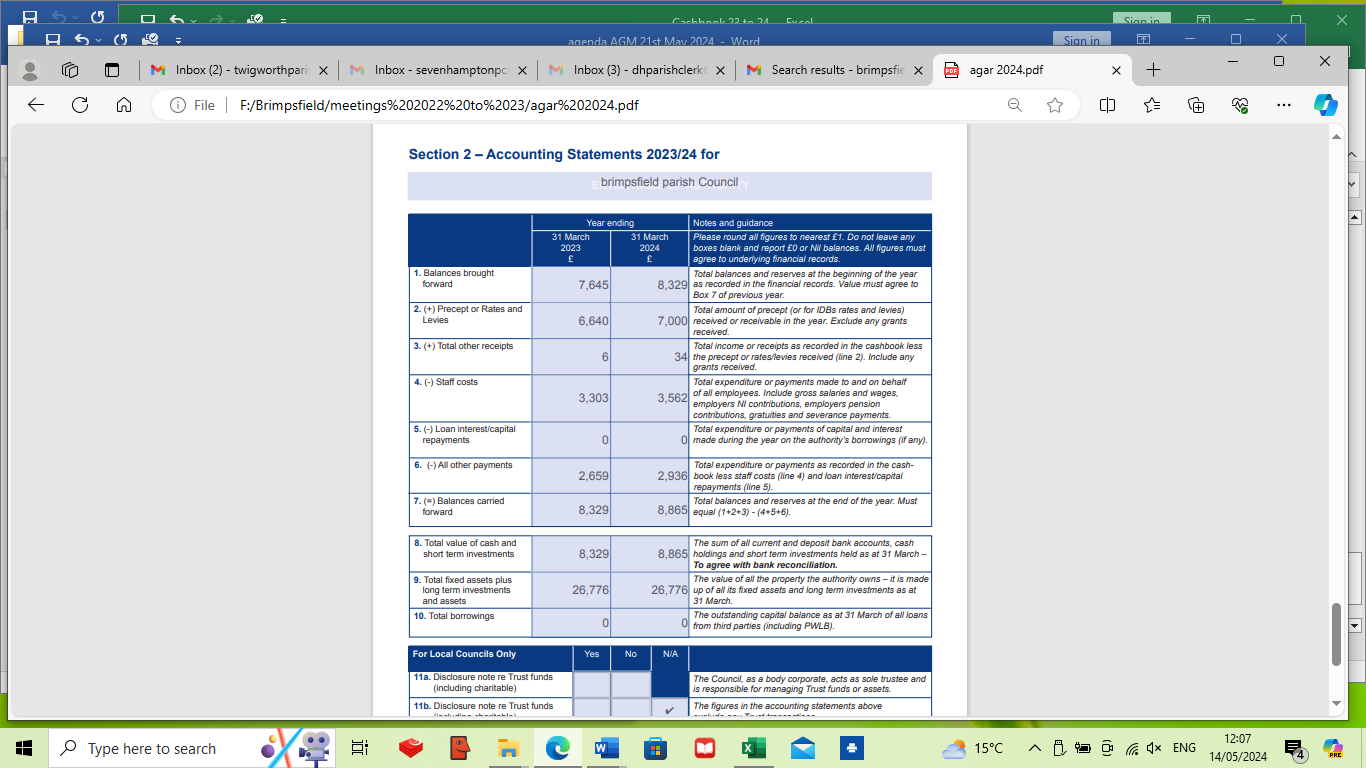 Cashbook 23 to 24 - Excel
Sign in
agenda AGM 21st May 2024 - Word
Sign in
Inbox (2) - twigworthpari
Inbox - sevenhamptonpc
Inbox (3) - dhparishclerk
Search results - brimpsfie
agar 2024.pdf
File
F:/Brimpsfield/meetings%202022%20to%2023/agar%202024.pdf
Section 2 – Accounting Statements 2023/24 for
brimpsfield parish Council
Year ending
Notes and guidance
31 March
2023
£
31 March
2024
£
Please round all figures to nearest £1. Do not leave any
boxes blank and report £0 or Nil balances. All figures must
agree to underlying financial records.
1. Balances brought
forward
7,645
8,329
Total balances and reserves at the beginning of the year
as recorded in the financial records. Value must agree to
Box 7 of previous year.
2. (+) Precept or Rates and
Levies
6,640
7,000
Total amount of precept (or for IDBs rates and levies)
received or receivable in the year. Exclude any grants
received.
3. (+) Total other receipts
6
34
Total income or receipts as recorded in the cashbook less
the precept or rates/levies received (line 2). Include any
grants received.
4. (-) Staff costs
3,303
3,562
Total expenditure or payments made to and on behalf
of all employees. Include gross salaries and wages,
employers NI contributions, employers pension
contributions, gratuities and severance payments.
5. (-) Loan interest/capital
repayments
0
0
Total expenditure or payments of capital and interest
made during the year on the authority's borrowings (if any).
6. (-) All other payments
2,659
2,936
Total expenditure or payments as recorded in the cash-
book less staff costs (line 4) and loan interest/capital
repayments (line 5).
7. (=) Balances carried
forward
8,329
8,865
Total balances and reserves at the end of the year. Must
equal (1+2+3) - (4+5+6).
8. Total value of cash and
short term investments
8,329
8,865
The sum of all current and deposit bank accounts, cash
holdings and short term investments held as at 31 March –
To agree with bank reconciliation.
9. Total fixed assets plus
long term investments
and assets
26,776
26,776
The value of all the property the authority owns – it is made
up of all its fixed assets and long term investments as at
31 March.
10. Total borrowings
0
0
The outstanding capital balance as at 31 March of all loans
from third parties (including PWLB).
For Local Councils Only
Yes
No
N/A
11a. Disclosure note re Trust funds
(including charitable)
The Council, as a body corporate, acts as sole trustee and
is responsible for managing Trust funds or assets.
11b. Disclosure note re Trust funds
(including charitable)
✓
The figures in the accounting statements above
Type here to search
15°C
ENG
12:07
14/05/2024
4
PRE